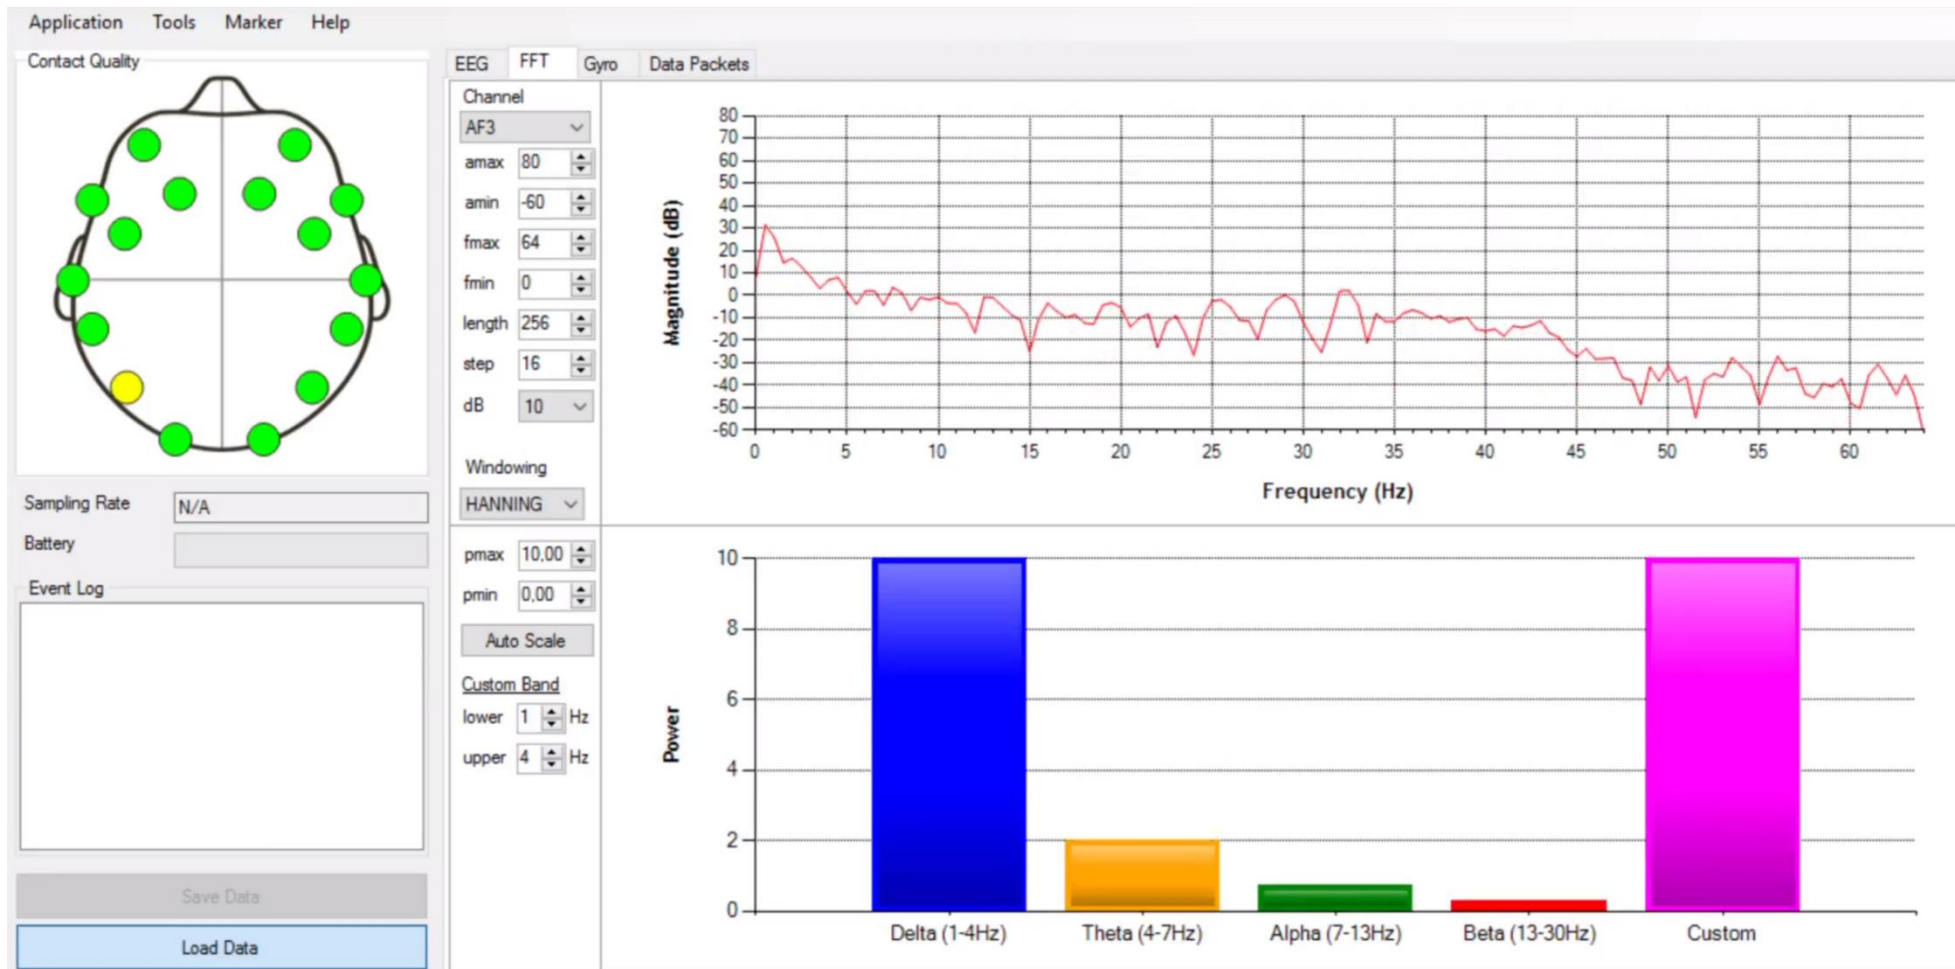 Application Tools Marker Help
Contact Quality
Sampling Rate N/A
Battery
Event Log
Save Data
Load Data
EEG FFT Gyro Data Packets
Channel
AF3
amax 80
amin -60
fmax 64
fmin 0
length 256
step 16
dB 10
Windowing
HANNING
Magnitude (dB)
80
70
60
50
40
30
20
10
0
-10
-20
-30
-40
-50
-60
0 5 10 15 20 25 30 35 40 45 50 55 60
Frequency (Hz)
pmax 10,00
pmin 0,00
Auto Scale
Custom Band
lower 1 Hz
upper 4 Hz
Power
10
8
6
4
2
0
Delta (1-4Hz) Theta (4-7Hz) Alpha (7-13Hz) Beta (13-30Hz) Custom